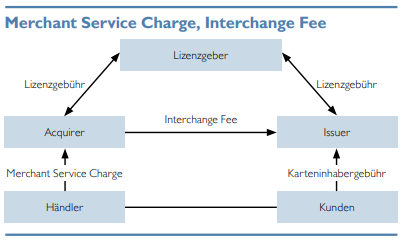 Merchant Service Charge, Interchange Fee
Lizenzgeber
Lizenzgebühr
Lizenzgebühr
Interchange Fee
Acquirer
Issuer
Merchant Service Charge
Karteninhabergebühr
Händler
Kunden